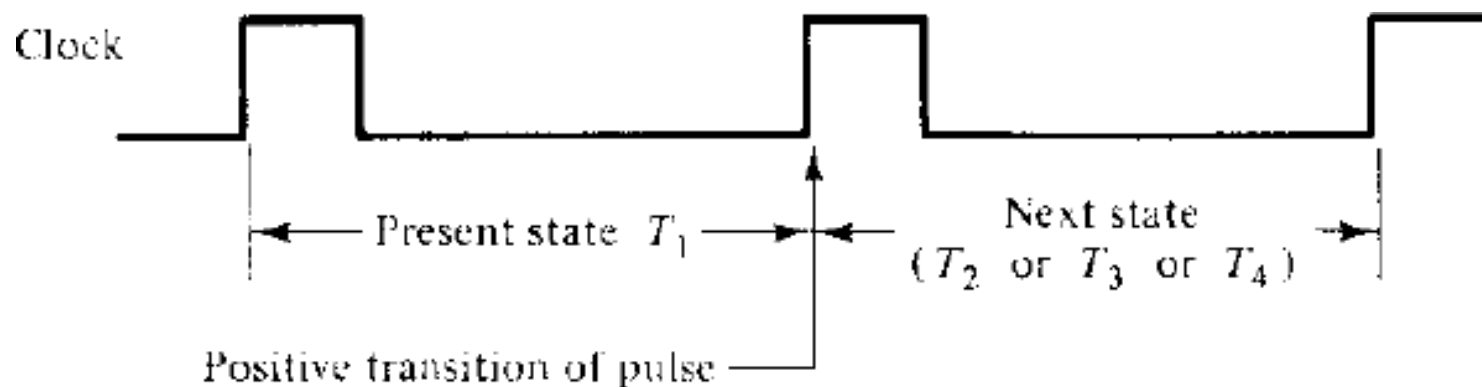 Clock
Present state T₁
Next state
(T₂ or T₃ or T₄)
Positive transition of pulse